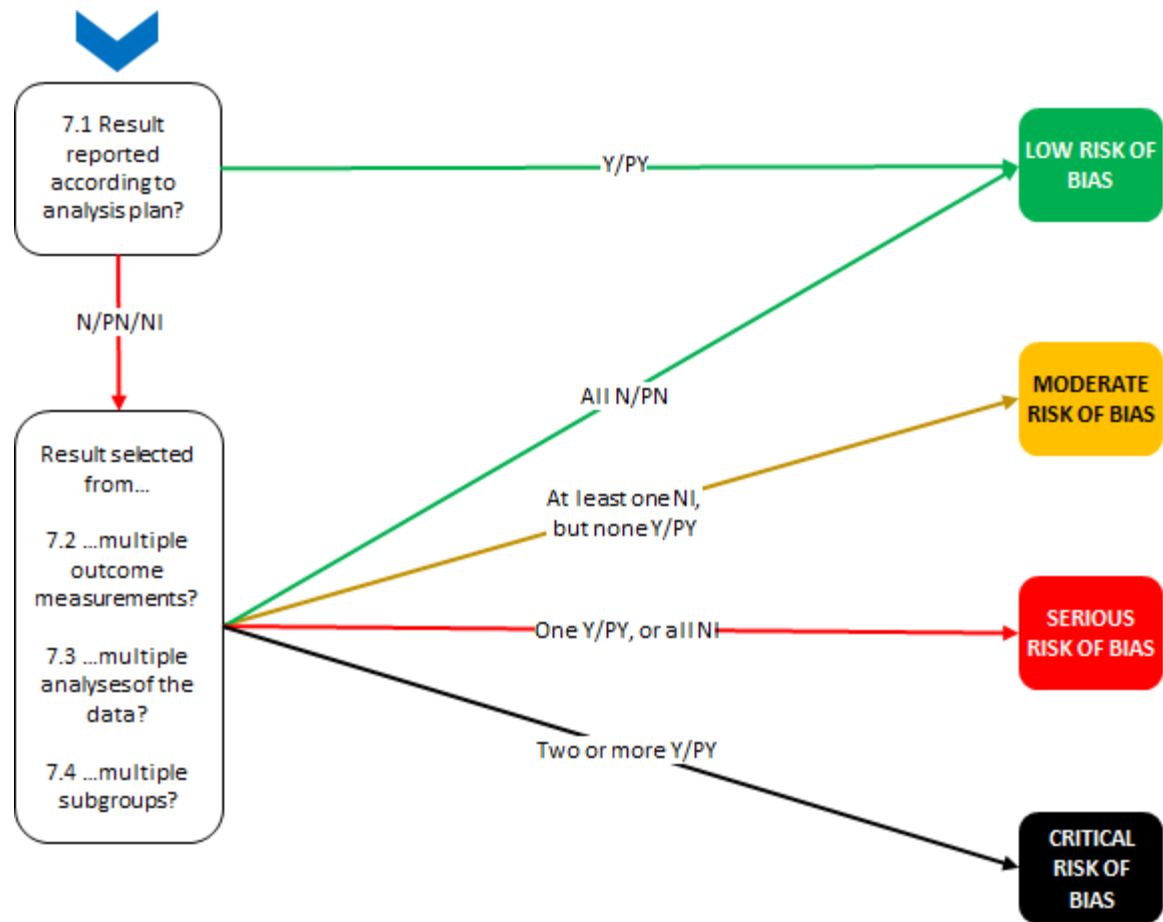 7.1 Result
reported
according to
analysis plan?
Y/PY
LOW RISK OF
BIAS
N/PN/NI
All N/PN
MODERATE
RISK OF BIAS
Result selected
from...
7.2 ...multiple
outcome
measurements?
7.3 ...multiple
analyses of the
data?
7.4 ...multiple
subgroups?
At least one NI,
but none Y/PY
One Y/PY, or all NI
SERIOUS
RISK OF BIAS
Two or more Y/PY
CRITICAL
RISK OF
BIAS